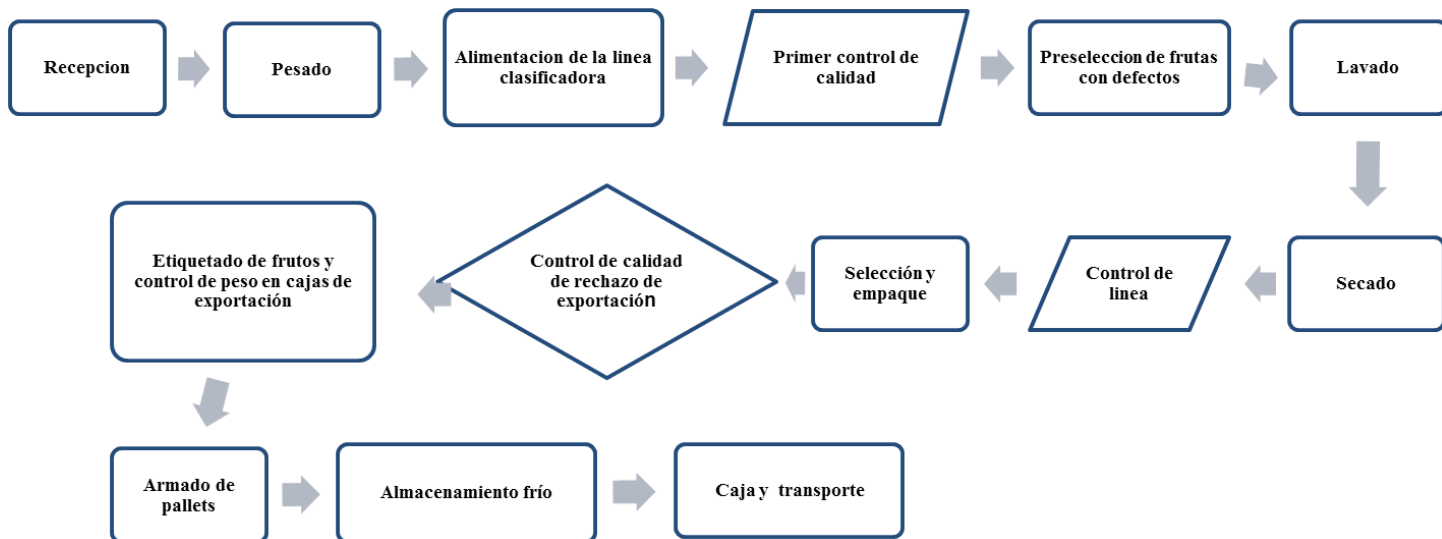 Recepcion
Pesado
Alimentacion de la linea
clasificadora
Primer control de
calidad
Preseleccion de frutas
con defectos
Lavado
Secado
Control de
linea
Selección y
empaque
Control de calidad
de rechazo de
exportación
Etiquetado de frutos y
control de peso en cajas de
exportación
Armado de
pallets
Almacenamiento frío
Caja y transporte